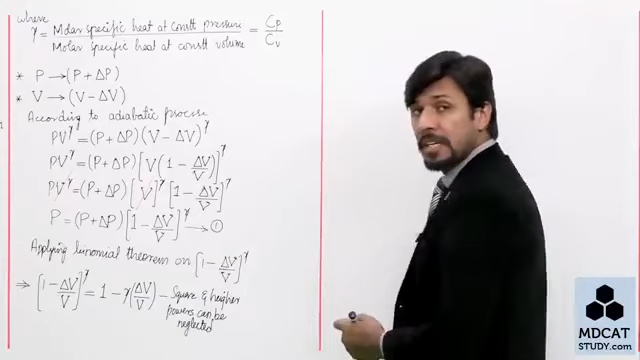 where
γ = Molar specific heat at constt pressure / Molar specific heat at constt volume = CP / CV
* P → (P + ΔP)
* V → (V − ΔV)
According to adiabatic process
PV^γ = (P + ΔP) (V − ΔV)^γ
PV^γ = (P + ΔP) [V (1 − ΔV/V)]^γ
PV^γ = (P + ΔP) [V]^γ [1 − ΔV/V]^γ
P = (P + ΔP) [1 − ΔV/V]^γ → ①
Applying binomial theorem on [1 − ΔV/V]^γ
⇒ [1 − ΔV/V]^γ = 1 − γ(ΔV/V) − Square & higher
powers can be
neglected
MDCAT
STUDY.com